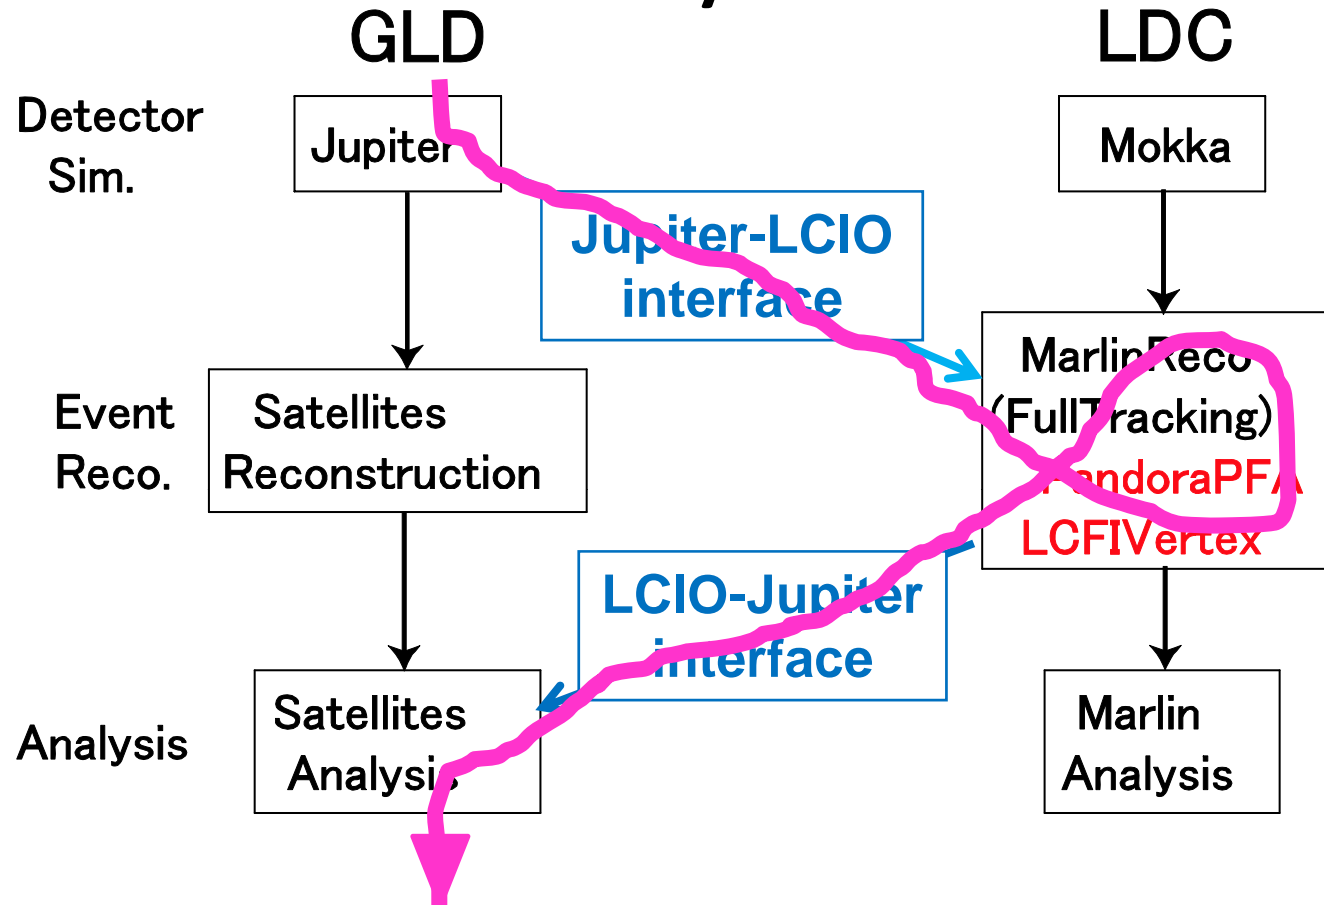 GLD
LDC
Detector
Sim.
Jupiter
Mokka
Jupiter-LCIO
interface
MarlinReco
(FullTracking)
PandoraPFA
LCFIVertex
Event
Reco.
Satellites
Reconstruction
LCIO-Jupiter
interface
Analysis
Satellites
Analysis
Marlin
Analysis